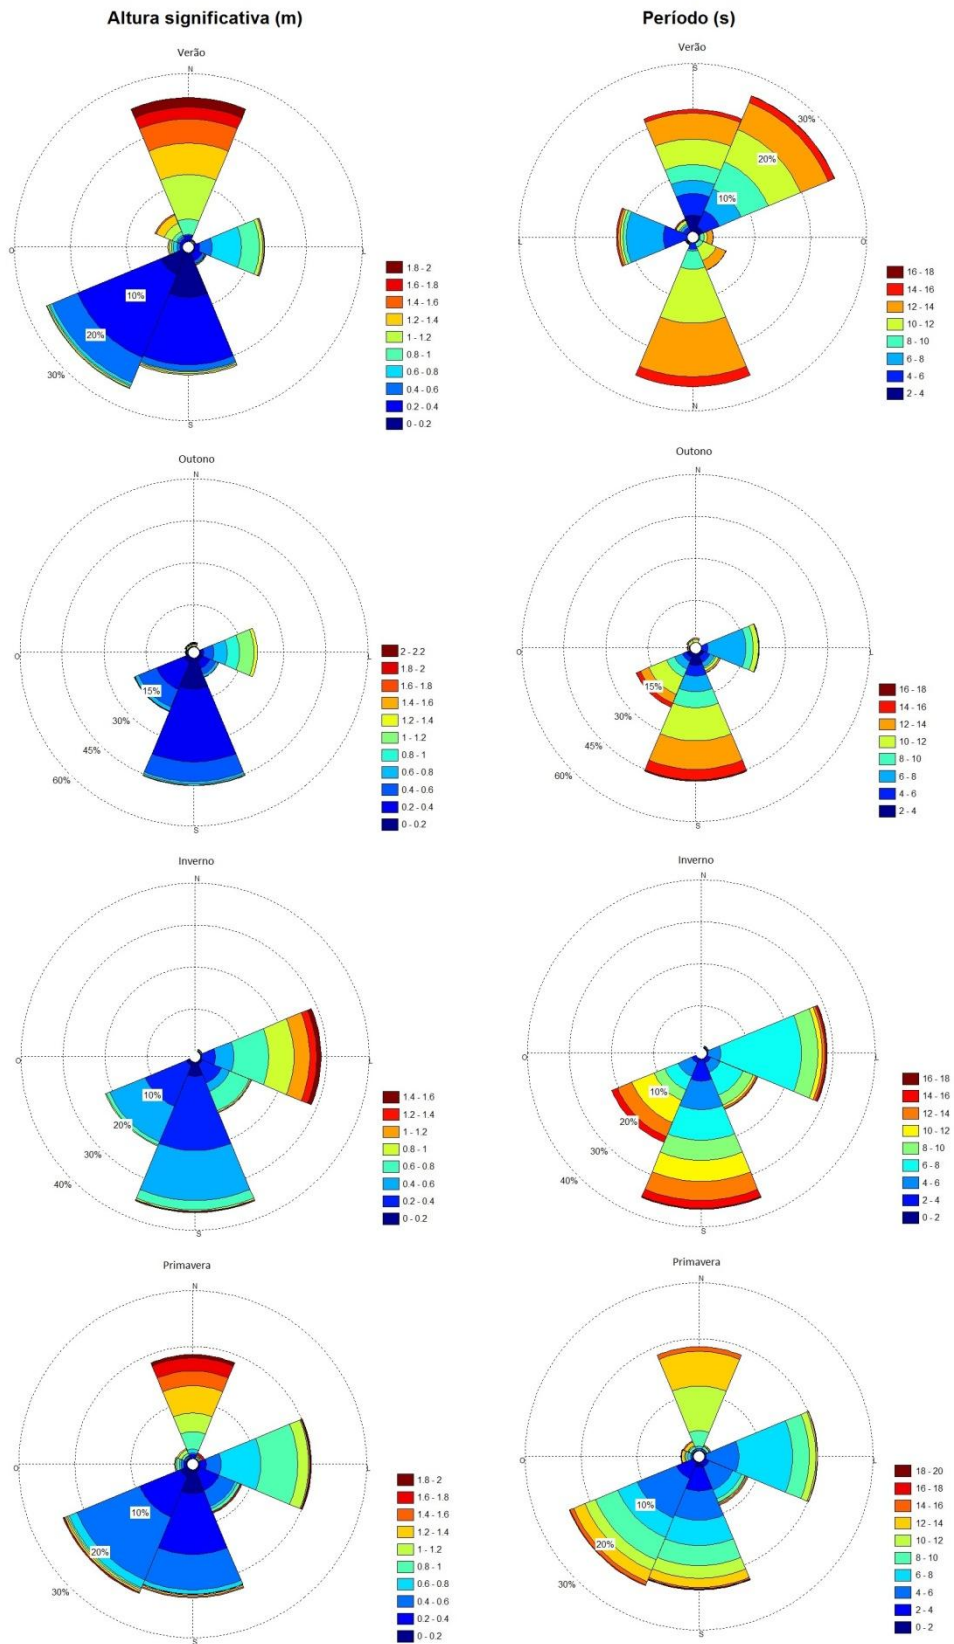 Altura significativa (m)
Período (s)
Verão
N
O
L
S
10%
20%
30%
1.8 - 2
1.6 - 1.8
1.4 - 1.6
1.2 - 1.4
1 - 1.2
0.8 - 1
0.6 - 0.8
0.4 - 0.6
0.2 - 0.4
0 - 0.2
Verão
S
L
O
N
30%
20%
10%
16 - 18
14 - 16
12 - 14
10 - 12
8 - 10
6 - 8
4 - 6
2 - 4
Outono
N
O
L
S
15%
30%
45%
60%
2 - 2.2
1.8 - 2
1.6 - 1.8
1.4 - 1.6
1.2 - 1.4
1 - 1.2
0.8 - 1
0.6 - 0.8
0.4 - 0.6
0.2 - 0.4
0 - 0.2
Outono
N
O
L
S
15%
30%
45%
60%
16 - 18
14 - 16
12 - 14
10 - 12
8 - 10
6 - 8
4 - 6
2 - 4
Inverno
N
O
L
S
10%
20%
30%
40%
1.4 - 1.6
1.2 - 1.4
1 - 1.2
0.8 - 1
0.6 - 0.8
0.4 - 0.6
0.2 - 0.4
0 - 0.2
Inverno
N
O
L
S
10%
20%
30%
40%
16 - 18
14 - 16
12 - 14
10 - 12
8 - 10
6 - 8
4 - 6
2 - 4
0 - 2
Primavera
N
O
L
S
10%
20%
30%
1.8 - 2
1.6 - 1.8
1.4 - 1.6
1.2 - 1.4
1 - 1.2
0.8 - 1
0.6 - 0.8
0.4 - 0.6
0.2 - 0.4
0 - 0.2
Primavera
N
O
L
S
10%
20%
30%
18 - 20
16 - 18
14 - 16
12 - 14
10 - 12
8 - 10
6 - 8
4 - 6
2 - 4
0 - 2